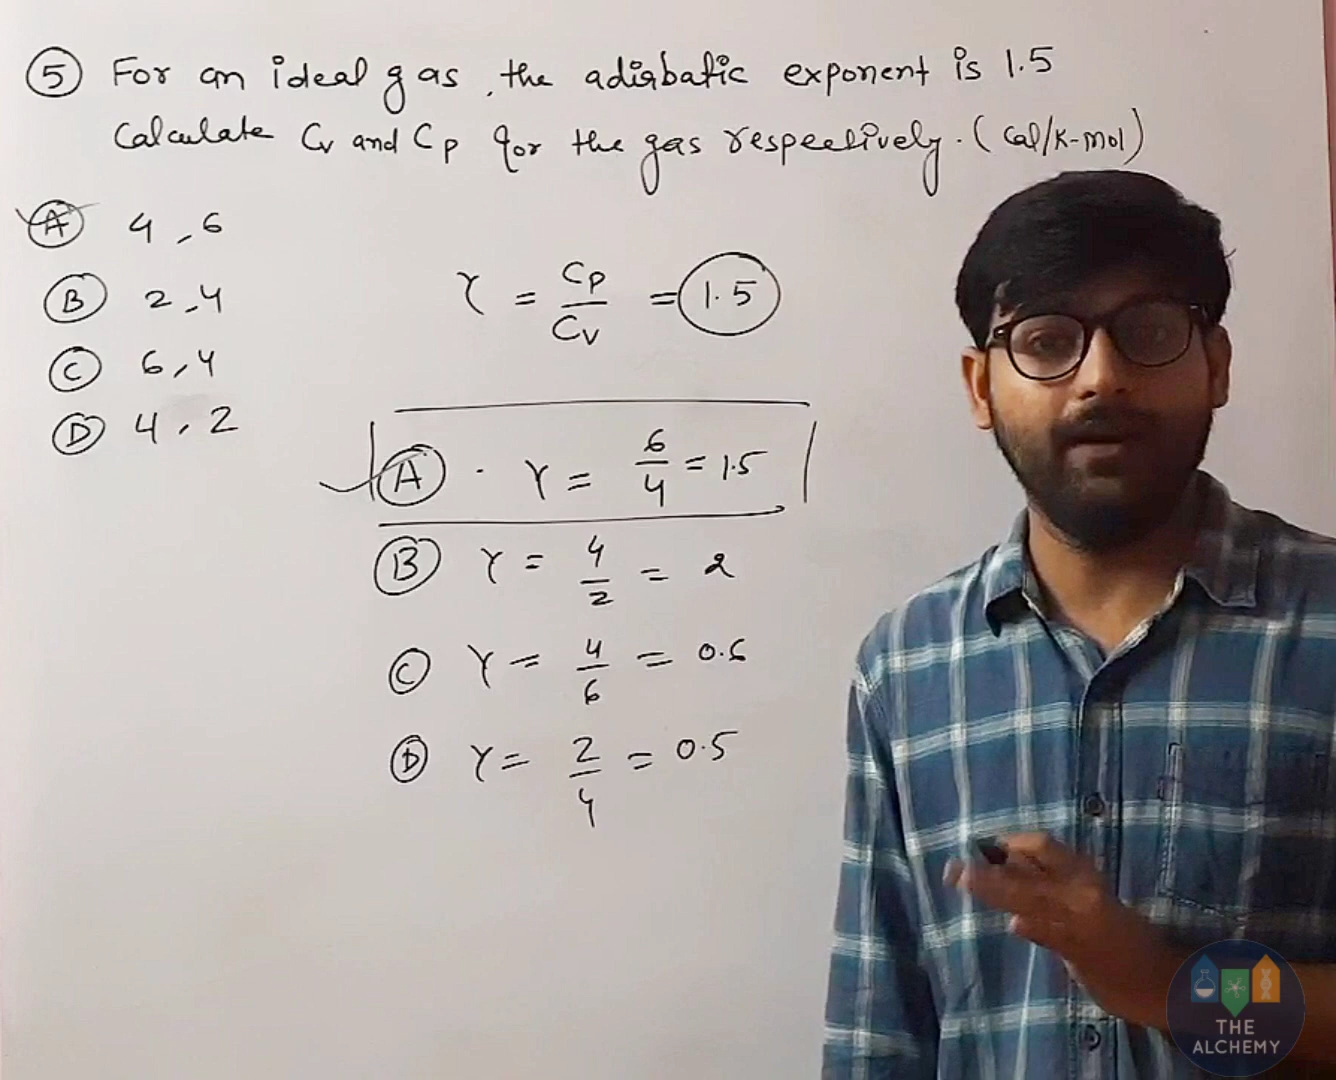 5 For an ideal gas, the adiabatic exponent is 1.5
Calculate Cv and Cp for the gas respectively. (Cal/K-mol)
A 4, 6
B 2, 4
C 6, 4
D 4, 2
γ = Cp/Cv = 1.5
A . γ = 6/4 = 1.5
B γ = 4/2 = 2
C γ = 4/6 = 0.6
D γ = 2/4 = 0.5
THE
ALCHEMY